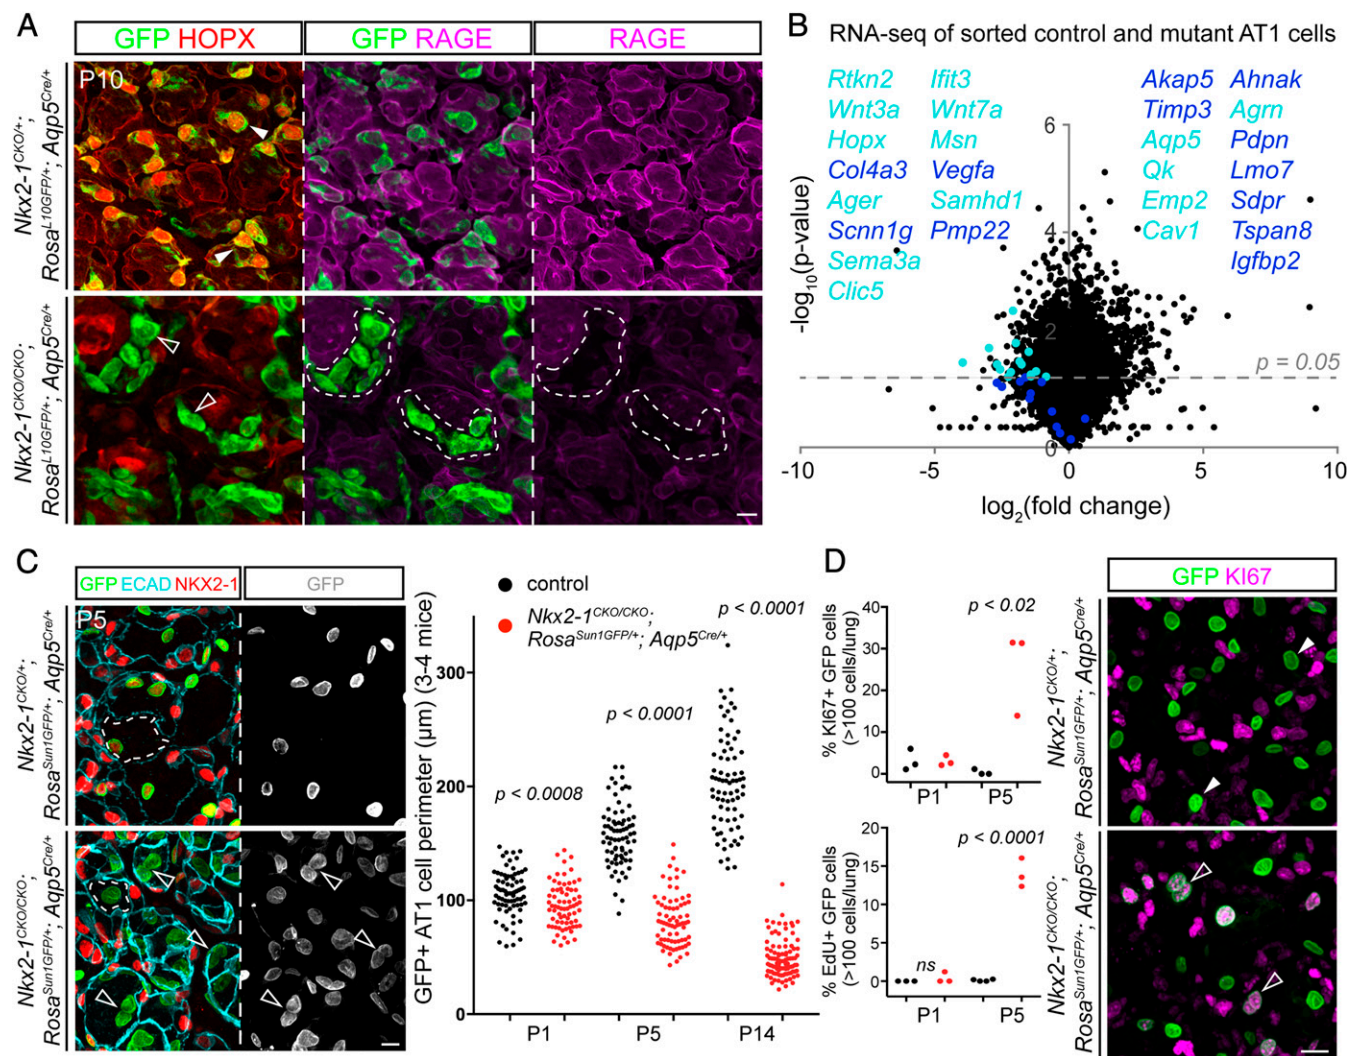 A
GFP HOPX
GFP RAGE
RAGE
P10
Nkx2-1CKO/+;
RosaL10GFP/+; Aqp5Cre/+
Nkx2-1CKO/CKO;
RosaL10GFP/+; Aqp5Cre/+
B
RNA-seq of sorted control and mutant AT1 cells
Rtkn2 Ifit3
Wnt3a Wnt7a
Hopx Msn
Col4a3 Vegfa
Ager Samhd1
Scnn1g Pmp22
Sema3a
Clic5
Akap5 Ahnak
Timp3 Agrn
Aqp5 Pdpn
Qk Lmo7
Emp2 Sdpr
Cav1 Tspan8
Igfbp2
-log10(p-value)
6
4
2
0
p = 0.05
-10 -5 0 5 10
log2(fold change)
C
GFP ECAD NKX2-1
GFP
P5
Nkx2-1CKO/+;
RosaSun1GFP/+; Aqp5Cre/+
Nkx2-1CKO/CKO;
RosaSun1GFP/+; Aqp5Cre/+
control
Nkx2-1CKO/CKO;
RosaSun1GFP/+; Aqp5Cre/+
GFP+ AT1 cell perimeter (µm) (3-4 mice)
300
200
100
0
p < 0.0008
p < 0.0001
p < 0.0001
P1 P5 P14
D
% KI67+ GFP cells
(>100 cells/lung)
40
30
20
10
0
p < 0.02
P1 P5
% EdU+ GFP cells
(>100 cells/lung)
20
15
10
5
0
p < 0.0001
ns
P1 P5
GFP KI67
Nkx2-1CKO/+;
RosaSun1GFP/+; Aqp5Cre/+
Nkx2-1CKO/CKO;
RosaSun1GFP/+; Aqp5Cre/+